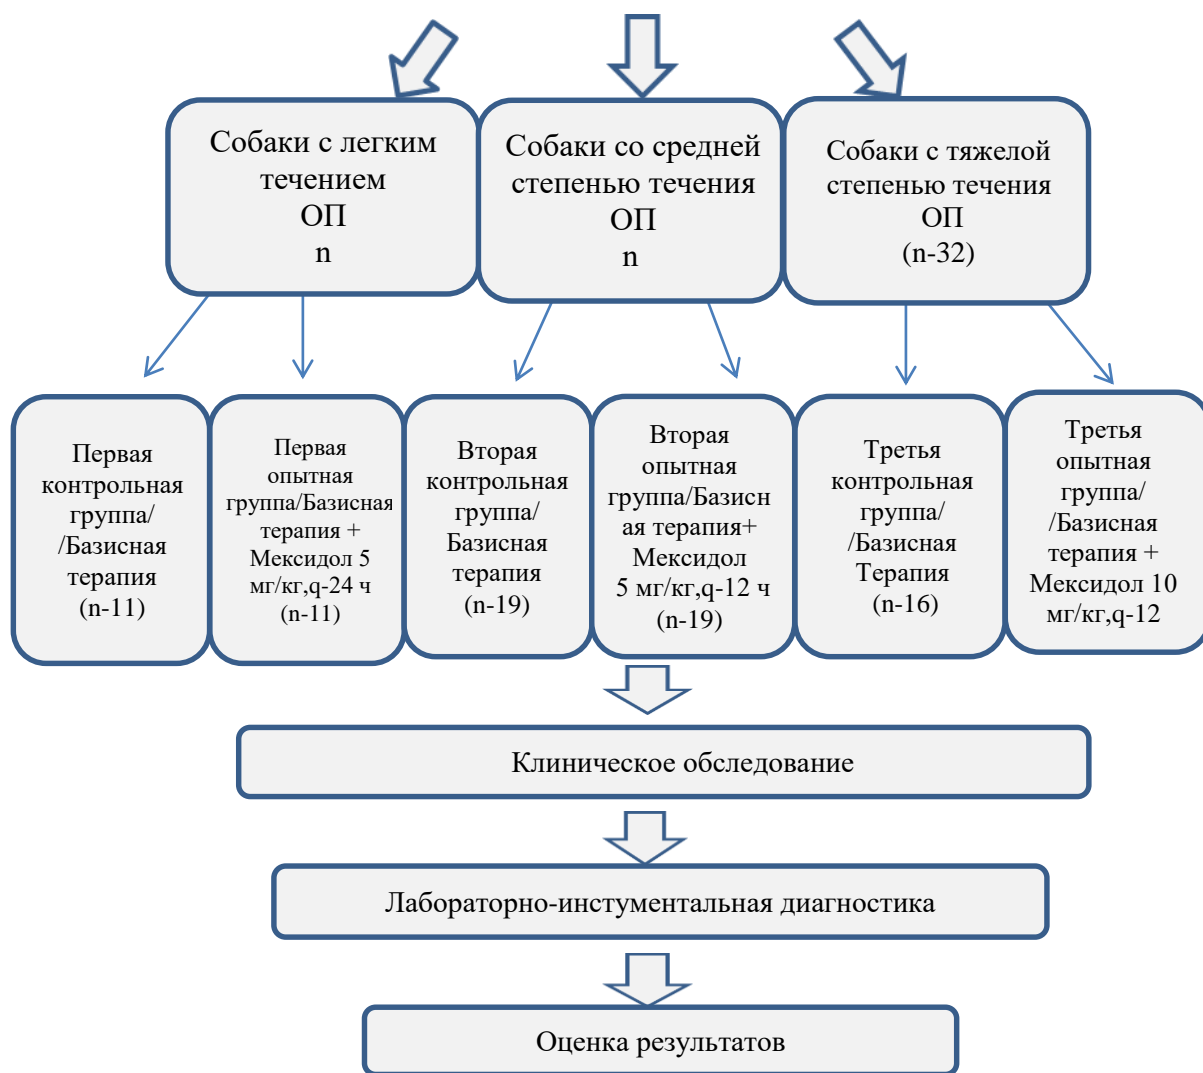 Собаки с легким
течением
ОП
n
Собаки со средней
степенью течения
ОП
n
Собаки с тяжелой
степенью течения
ОП
(n-32)
Первая
контрольная
группа/
/Базисная
терапия
(n-11)
Первая
опытная
группа/Базисная
терапия +
Мексидол 5
мг/кг,q-24 ч
(n-11)
Вторая
контрольная
группа/
Базисная
терапия
(n-19)
Вторая
опытная
группа/Базисн
ая терапия+
Мексидол
5 мг/кг,q-12 ч
(n-19)
Третья
контрольная
группа/
/Базисная
Терапия
(n-16)
Третья
опытная
группа/
/Базисная
терапия +
Мексидол 10
мг/кг,q-12
Клиническое обследование
Лабораторно-инстументальная диагностика
Оценка результатов